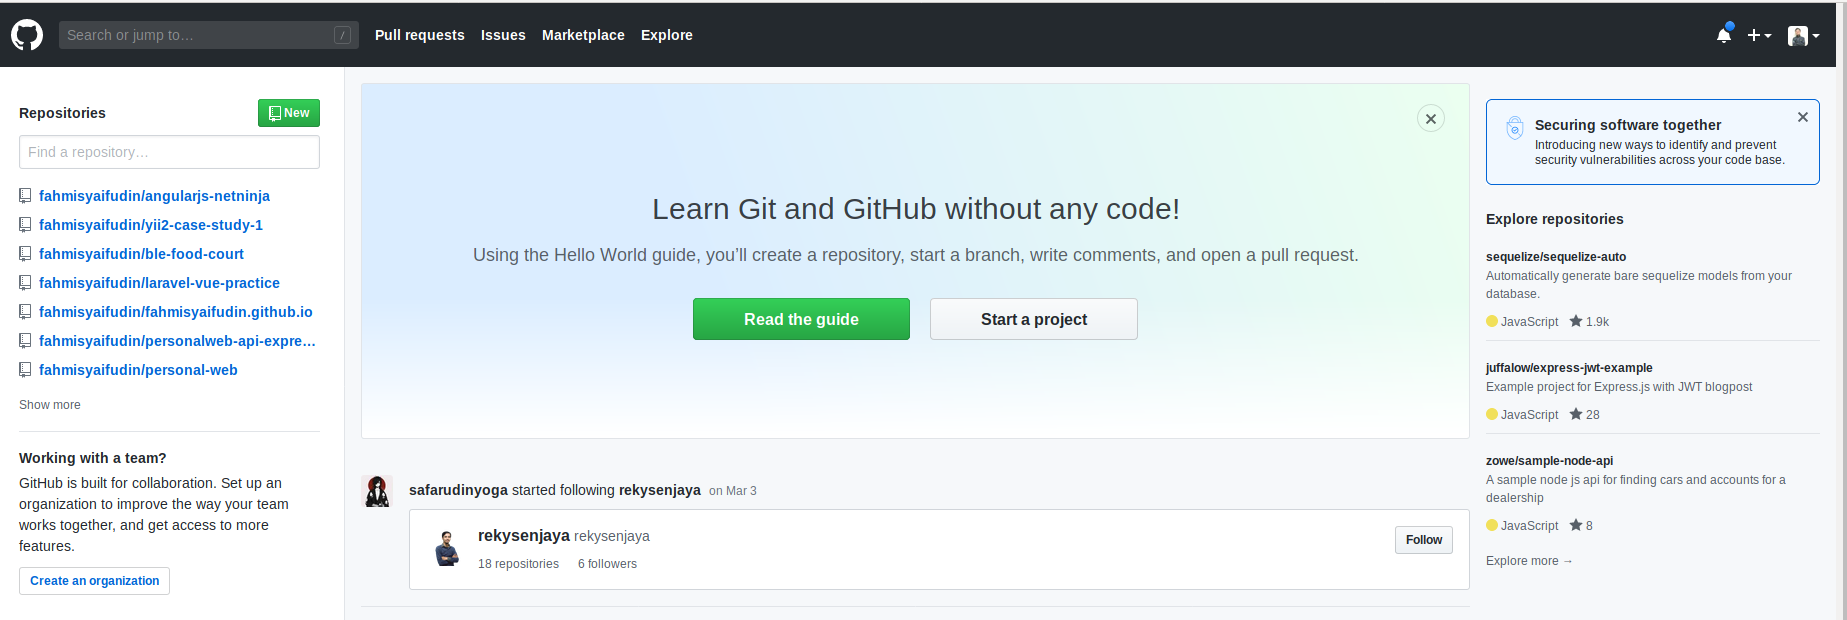 Search or jump to…
/
Pull requests
Issues
Marketplace
Explore
Repositories
New
Find a repository…
fahmisyaifudin/angularjs-netninja
fahmisyaifudin/yii2-case-study-1
fahmisyaifudin/ble-food-court
fahmisyaifudin/laravel-vue-practice
fahmisyaifudin/fahmisyaifudin.github.io
fahmisyaifudin/personalweb-api-expre…
fahmisyaifudin/personal-web
Show more
Working with a team?
GitHub is built for collaboration. Set up an
organization to improve the way your team
works together, and get access to more
features.
Create an organization
Learn Git and GitHub without any code!
Using the Hello World guide, you’ll create a repository, start a branch, write comments, and open a pull request.
Read the guide
Start a project
safarudinyoga started following rekysenjaya on Mar 3
rekysenjaya rekysenjaya
18 repositories 6 followers
Follow
Securing software together
Introducing new ways to identify and prevent
security vulnerabilities across your code base.
Explore repositories
sequelize/sequelize-auto
Automatically generate bare sequelize models from your
database.
JavaScript 1.9k
juffalow/express-jwt-example
Example project for Express.js with JWT blogpost
JavaScript 28
zowe/sample-node-api
A sample node js api for finding cars and accounts for a
dealership
JavaScript 8
Explore more →